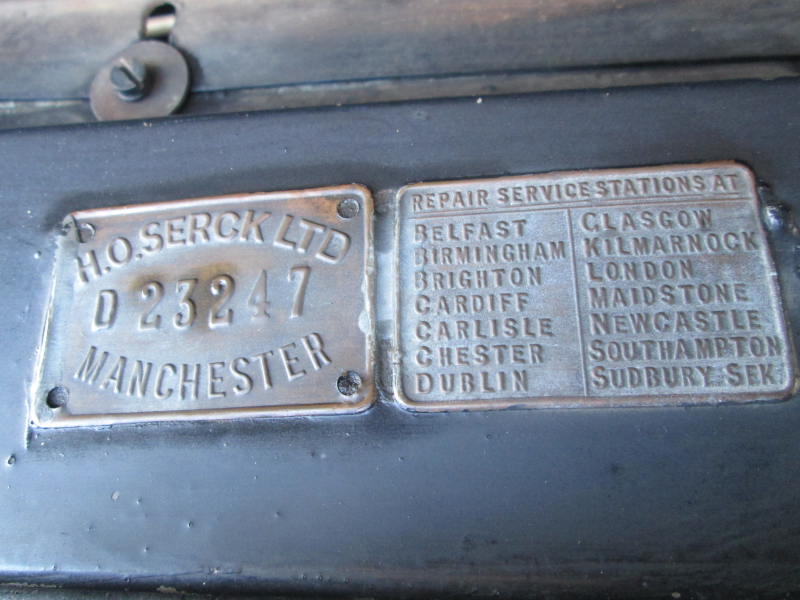 H.O. SERCK LTD
D 23247
MANCHESTER
REPAIR SERVICE STATIONS AT
BELFAST
BIRMINGHAM
BRIGHTON
CARDIFF
CARLISLE
CHESTER
DUBLIN
GLASGOW
KILMARNOCK
LONDON
MAIDSTONE
NEWCASTLE
SOUTHAMPTON
SUDBURY SFK